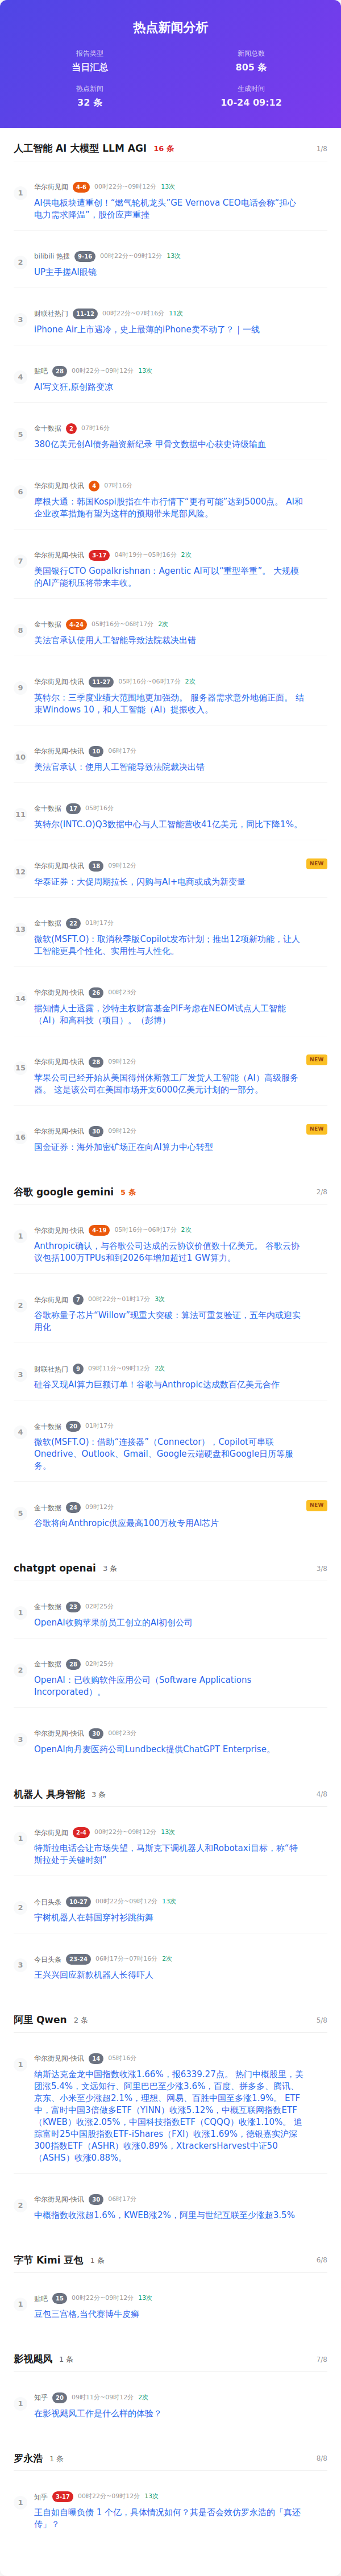 热点新闻分析
报告类型
新闻总数
当日汇总
805 条
热点新闻
生成时间
32 条
10-24 09:12
人工智能 AI 大模型 LLM AGI 16 条 1/8
1
华尔街见闻 4-6 00时22分~09时12分 13次
AI供电板块遭重创！“燃气轮机龙头”GE Vernova CEO电话会称“担心
电力需求降温”，股价应声重挫
2
bilibili 热搜 9-16 00时22分~09时12分 13次
UP主手搓AI眼镜
3
财联社热门 11-12 00时22分~07时16分 11次
iPhone Air上市遇冷，史上最薄的iPhone卖不动了？| 一线
4
贴吧 28 00时22分~09时12分 13次
AI写文狂,原创路变凉
5
金十数据 2 07时16分
380亿美元创AI债务融资新纪录 甲骨文数据中心获史诗级输血
6
华尔街见闻-快讯 4 07时16分
摩根大通：韩国Kospi股指在牛市行情下“更有可能”达到5000点。 AI和
企业改革措施有望为这样的预期带来尾部风险。
7
华尔街见闻-快讯 3-17 04时19分~05时16分 2次
美国银行CTO Gopalkrishnan：Agentic AI可以“重型举重”。 大规模
的AI产能积压将带来丰收。
8
金十数据 4-24 05时16分~06时17分 2次
美法官承认使用人工智能导致法院裁决出错
9
华尔街见闻-快讯 11-27 05时16分~06时17分 2次
英特尔：三季度业绩大范围地更加强劲。 服务器需求意外地偏正面。 结
束Windows 10，和人工智能（AI）提振收入。
10
华尔街见闻-快讯 10 06时17分
美法官承认：使用人工智能导致法院裁决出错
11
金十数据 17 05时16分
英特尔(INTC.O)Q3数据中心与人工智能营收41亿美元，同比下降1%。
12
华尔街见闻-快讯 18 09时12分 NEW
华泰证券：大促周期拉长，闪购与AI+电商或成为新变量
13
金十数据 22 01时17分
微软(MSFT.O)：取消秋季版Copilot发布计划；推出12项新功能，让人
工智能更具个性化、实用性与人性化。
14
华尔街见闻-快讯 26 00时23分
据知情人士透露，沙特主权财富基金PIF考虑在NEOM试点人工智能
（AI）和高科技（项目）。（彭博）
15
华尔街见闻-快讯 28 09时12分 NEW
苹果公司已经开始从美国得州休斯敦工厂发货人工智能（AI）高级服务
器。 这是该公司在美国市场开支6000亿美元计划的一部分。
16
华尔街见闻-快讯 30 09时12分 NEW
国金证券：海外加密矿场正在向AI算力中心转型
谷歌 google gemini 5 条 2/8
1
华尔街见闻-快讯 4-19 05时16分~06时17分 2次
Anthropic确认，与谷歌公司达成的云协议价值数十亿美元。 谷歌云协
议包括100万TPUs和到2026年增加超过1 GW算力。
2
华尔街见闻 7 00时22分~01时17分 3次
谷歌称量子芯片“Willow”现重大突破：算法可重复验证，五年内或迎实
用化
3
财联社热门 9 09时11分~09时12分 2次
硅谷又现AI算力巨额订单！谷歌与Anthropic达成数百亿美元合作
4
金十数据 20 01时17分
微软(MSFT.O)：借助“连接器”（Connector），Copilot可串联
Onedrive、Outlook、Gmail、Google云端硬盘和Google日历等服
务。
5
金十数据 24 09时12分 NEW
谷歌将向Anthropic供应最高100万枚专用AI芯片
chatgpt openai 3 条 3/8
1
金十数据 23 02时25分
OpenAI收购苹果前员工创立的AI初创公司
2
金十数据 28 02时25分
OpenAI：已收购软件应用公司（Software Applications
Incorporated）。
3
华尔街见闻-快讯 30 00时23分
OpenAI向丹麦医药公司Lundbeck提供ChatGPT Enterprise。
机器人 具身智能 3 条 4/8
1
华尔街见闻 2-4 00时22分~09时12分 13次
特斯拉电话会让市场失望，马斯克下调机器人和Robotaxi目标，称“特
斯拉处于关键时刻”
2
今日头条 10-27 00时22分~09时12分 13次
宇树机器人在韩国穿衬衫跳街舞
3
今日头条 23-24 06时17分~07时16分 2次
王兴兴回应新款机器人长得吓人
阿里 Qwen 2 条 5/8
1
华尔街见闻-快讯 14 05时16分
纳斯达克金龙中国指数收涨1.66%，报6339.27点。 热门中概股里，美
团涨5.4%，文远知行、阿里巴巴至少涨3.6%，百度、拼多多、腾讯、
京东、小米至少涨超2.1%，理想、网易、百胜中国至多涨1.9%。 ETF
中，富时中国3倍做多ETF（YINN）收涨5.12%，中概互联网指数ETF
（KWEB）收涨2.05%，中国科技指数ETF（CQQQ）收涨1.10%。 追
踪富时25中国股指数ETF-iShares（FXI）收涨1.69%，德银嘉实沪深
300指数ETF（ASHR）收涨0.89%，XtrackersHarvest中证50
（ASHS）收涨0.88%。
2
华尔街见闻-快讯 30 06时17分
中概指数收涨超1.6%，KWEB涨2%，阿里与世纪互联至少涨超3.5%
字节 Kimi 豆包 1 条 6/8
1
贴吧 15 00时22分~09时12分 13次
豆包三宫格,当代赛博牛皮癣
影视飓风 1 条 7/8
1
知乎 20 09时11分~09时12分 2次
在影视飓风工作是什么样的体验？
罗永浩 1 条 8/8
1
知乎 3-17 00时22分~09时12分 13次
王自如自曝负债 1 个亿，具体情况如何？其是否会效仿罗永浩的「真还
传」？